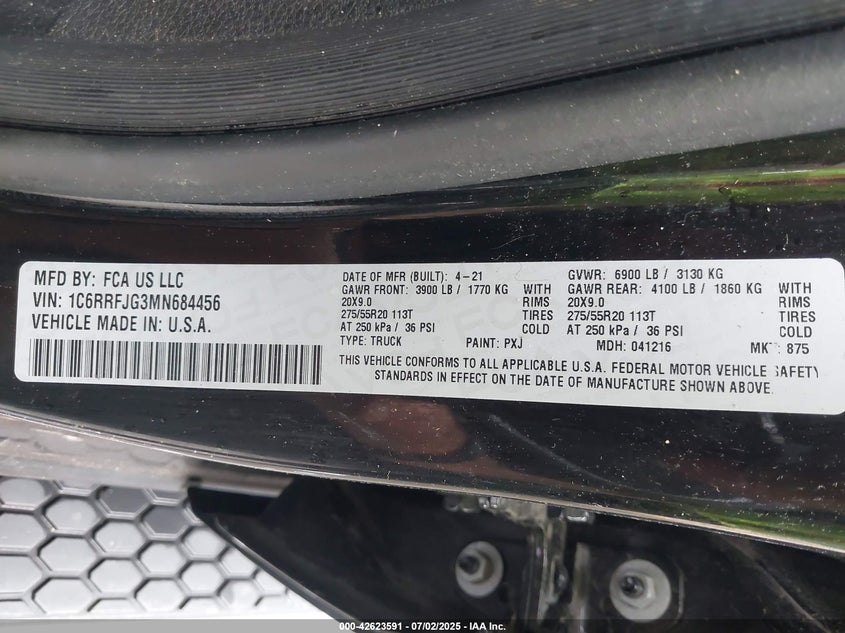 MFD BY: FCA US LLC
VIN: 1C6RRFJG3MN684456
VEHICLE MADE IN: U.S.A.
DATE OF MFR (BUILT): 4-21
GAWR FRONT: 3900 LB / 1770 KG WITH
20X9.0 RIMS
275/55R20 113T TIRES
AT 250 kPa / 36 PSI COLD
TYPE: TRUCK PAINT: PXJ
GVWR: 6900 LB / 3130 KG
GAWR REAR: 4100 LB / 1860 KG WITH
20X9.0 RIMS
275/55R20 113T TIRES
AT 250 kPa / 36 PSI COLD
MDH: 041216 MK: 875
THIS VEHICLE CONFORMS TO ALL APPLICABLE U.S.A. FEDERAL MOTOR VEHICLE SAFETY
STANDARDS IN EFFECT ON THE DATE OF MANUFACTURE SHOWN ABOVE.
000-42623591 - 07/02/2025 - IAA Inc.